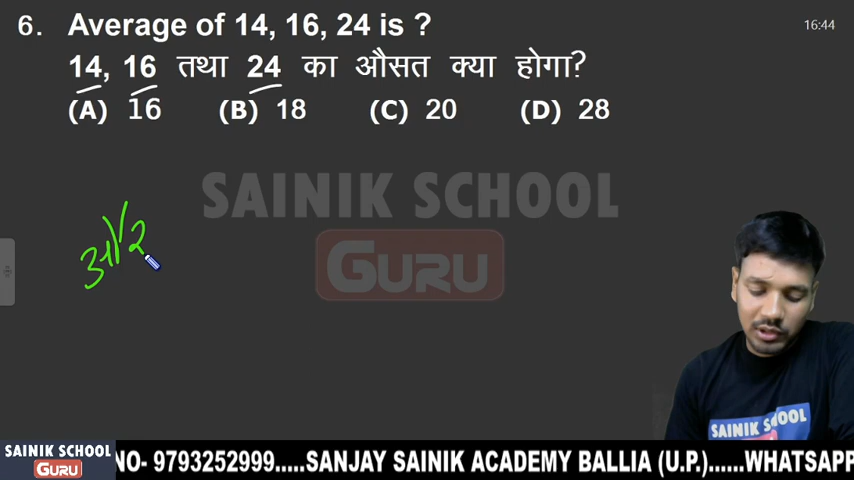 6. Average of 14, 16, 24 is ?
16:44
14, 16 तथा 24 का औसत क्या होगा?
(A) 16 (B) 18 (C) 20 (D) 28
SAINIK SCHOOL
GURU
SAINIK SCHOOL
SAINIK SCHOOL
GURU
NO- 9793252999.....SANJAY SAINIK ACADEMY BALLIA (U.P.)......WHATSAPP